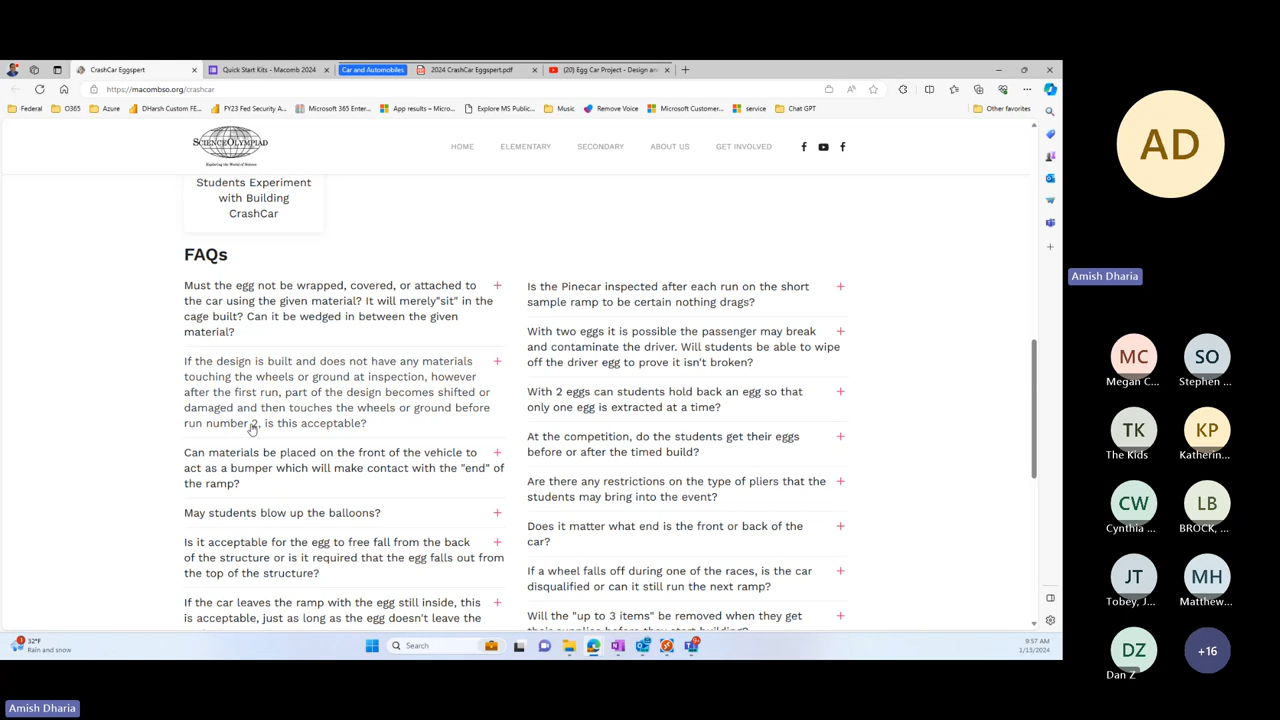 CrashCar Eggspert
Quick Start Kits - Macomb 2024
Car and Automobiles
2024 CrashCar Eggspert.pdf
(20) Egg Car Project - Design an
https://macombso.org/crashcar
Federal
O365
Azure
DHarsh Custom FE...
FY23 Fed Security A...
Microsoft 365 Enter...
App results – Micro...
Explore MS Public...
Music
Remove Voice
Microsoft Customer...
service
Chat GPT
Other favorites
SCIENCE OLYMPIAD
Exploring the World of Science
HOME
ELEMENTARY
SECONDARY
ABOUT US
GET INVOLVED
Students Experiment
with Building
CrashCar
FAQs
Must the egg not be wrapped, covered, or attached to
the car using the given material? It will merely"sit" in the
cage built? Can it be wedged in between the given
material?
If the design is built and does not have any materials
touching the wheels or ground at inspection, however
after the first run, part of the design becomes shifted or
damaged and then touches the wheels or ground before
run number 2, is this acceptable?
Can materials be placed on the front of the vehicle to
act as a bumper which will make contact with the "end" of
the ramp?
May students blow up the balloons?
Is it acceptable for the egg to free fall from the back
of the structure or is it required that the egg falls out from
the top of the structure?
If the car leaves the ramp with the egg still inside, this
is acceptable, just as long as the egg doesn't leave the
Is the Pinecar inspected after each run on the short
sample ramp to be certain nothing drags?
With two eggs it is possible the passenger may break
and contaminate the driver. Will students be able to wipe
off the driver egg to prove it isn't broken?
With 2 eggs can students hold back an egg so that
only one egg is extracted at a time?
At the competition, do the students get their eggs
before or after the timed build?
Are there any restrictions on the type of pliers that the
students may bring into the event?
Does it matter what end is the front or back of the
car?
If a wheel falls off during one of the races, is the car
disqualified or can it still run the next ramp?
Will the "up to 3 items" be removed when they get
their supplies before they start building?
32°F
Rain and snow
Search
9:57 AM
1/13/2024
AD
Amish Dharia
MC
Megan C...
SO
Stephen ...
TK
The Kids
KP
Katherin...
CW
Cynthia ...
LB
BROCK, ...
JT
Tobey, J...
MH
Matthew...
DZ
Dan Z
+16
Amish Dharia